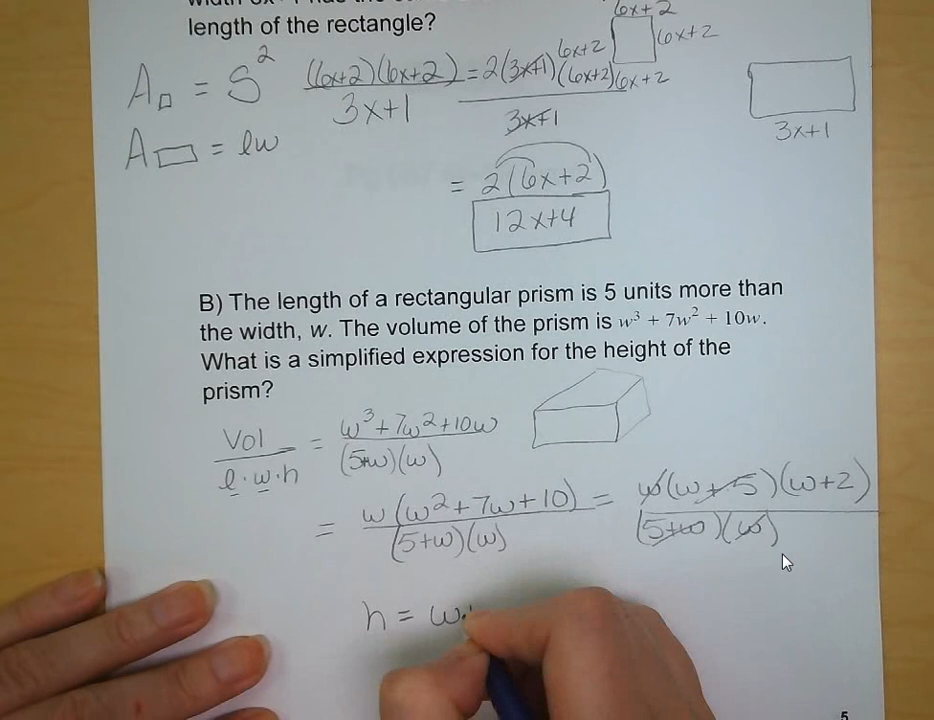 length of the rectangle?
6x+2
6x+2
A□ = S²
(6x+2)(6x+2) / 3x+1 = 2(3x+1)(6x+2) / 3x+1
6x+2
6x+2
A▭ = lw
3x+1
= 2(6x+2)
12x+4
B) The length of a rectangular prism is 5 units more than
the width, w. The volume of the prism is w³ + 7w² + 10w.
What is a simplified expression for the height of the
prism?
Vol / l·w·h = w³+7w²+10w / (5+w)(w)
= w(w²+7w+10) / (5+w)(w) = w(w+5)(w+2) / (5+w)(w)
h = w
5